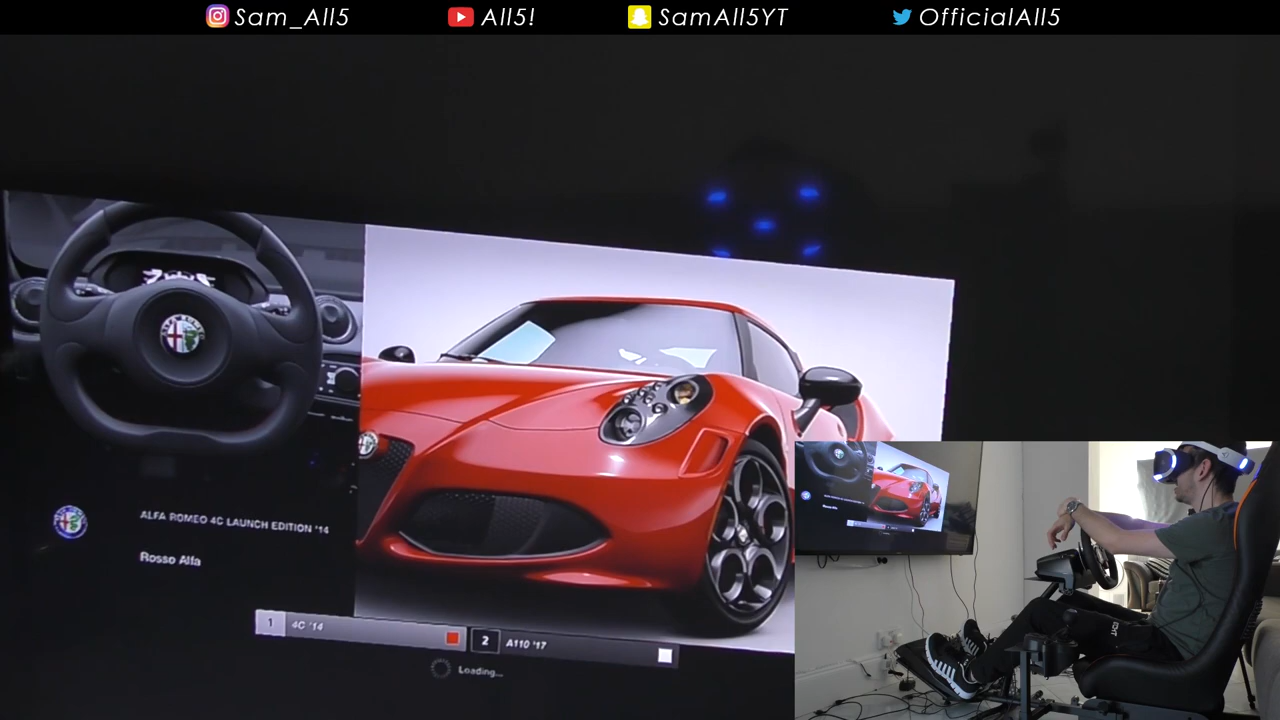 Sam_All5
All5!
SamAll5YT
OfficialAll5
ALFA ROMEO 4C LAUNCH EDITION '14
Rosso Alfa
1 4C '14
2 A110 '17
Loading...